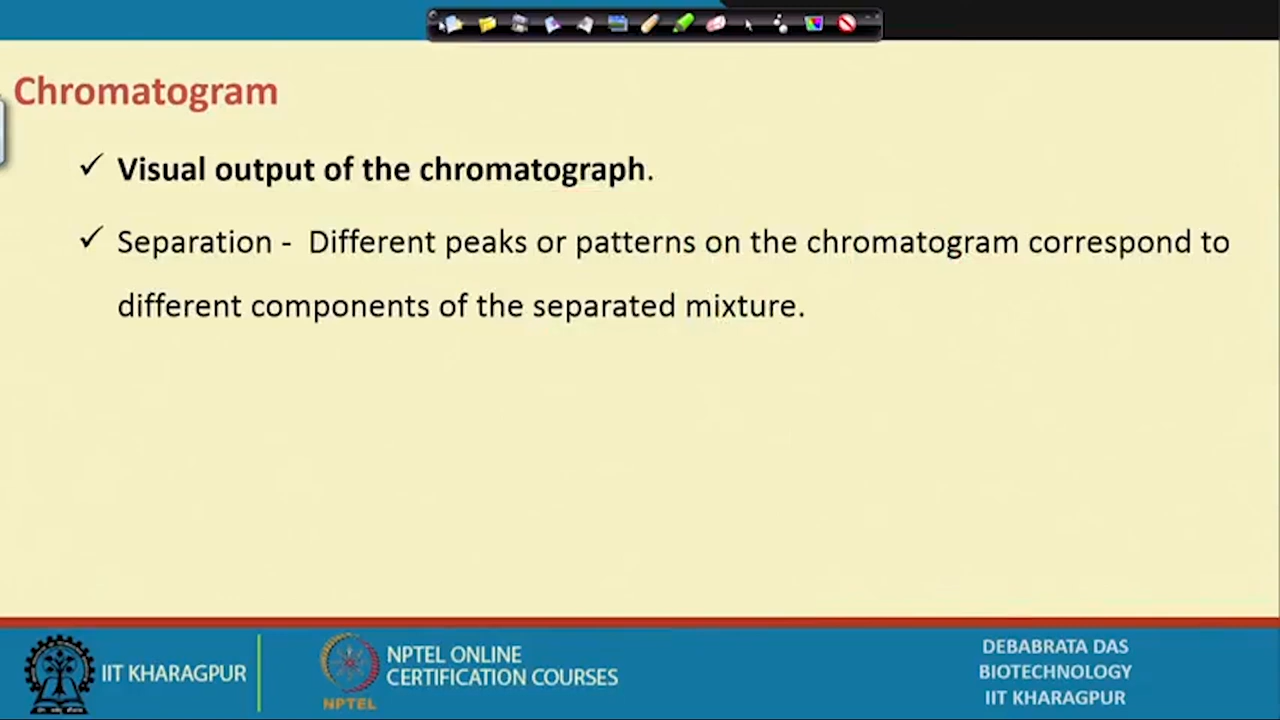 Chromatogram
✓ Visual output of the chromatograph.
✓ Separation - Different peaks or patterns on the chromatogram correspond to
different components of the separated mixture.
IIT KHARAGPUR
NPTEL
NPTEL ONLINE
CERTIFICATION COURSES
DEBABRATA DAS
BIOTECHNOLOGY
IIT KHARAGPUR